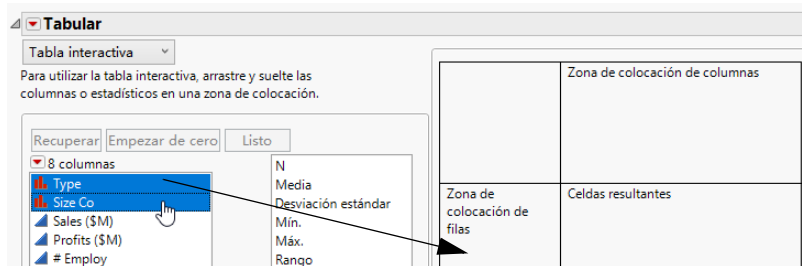 Tabular
Tabla interactiva
Para utilizar la tabla interactiva, arrastre y suelte las
columnas o estadísticos en una zona de colocación.
Recuperar Empezar de cero Listo
8 columnas
Type
Size Co
Sales ($M)
Profits ($M)
# Employ
N
Media
Desviación estándar
Mín.
Máx.
Rango
Zona de colocación de columnas
Zona de
colocación de
filas
Celdas resultantes